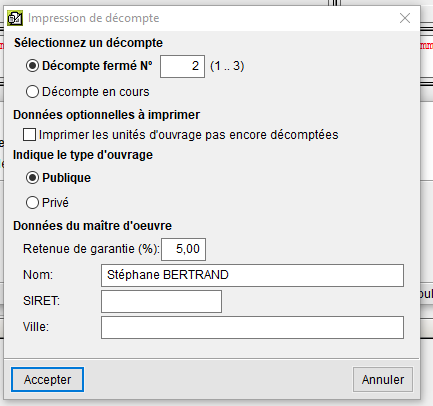 Impression de décompte
Sélectionnez un décompte
Décompte fermé Nº 2 (1 .. 3)
Décompte en cours
Données optionnelles à imprimer
Imprimer les unités d'ouvrage pas encore décomptées
Indique le type d'ouvrage
Publique
Privé
Données du maître d'oeuvre
Retenue de garantie (%): 5,00
Nom: Stéphane BERTRAND
SIRET:
Ville:
Accepter Annuler